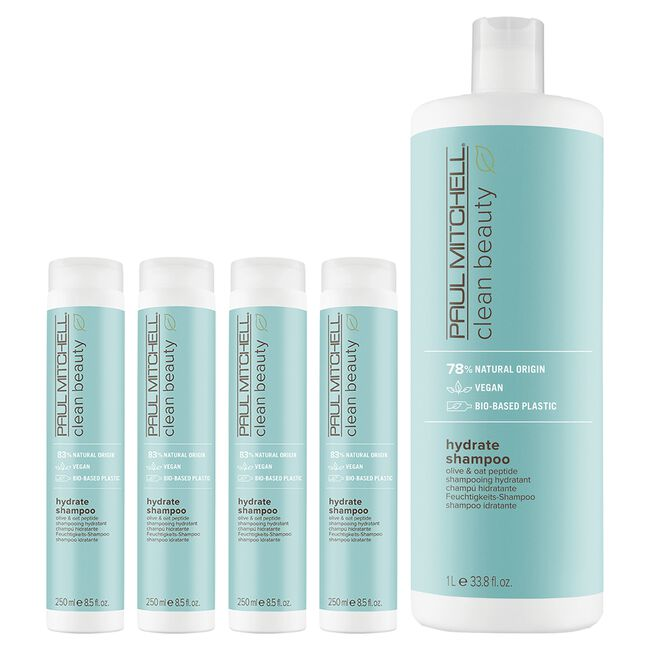 PAUL MITCHELL
clean beauty
83% NATURAL ORIGIN
VEGAN
BIO-BASED PLASTIC
hydrate
shampoo
olive & oat peptide
shampooing hydratant
champú hidratante
Feuchtigkeits-Shampoo
shampoo idratante
250 ml e 8.5 fl. oz.
PAUL MITCHELL
clean beauty
83% NATURAL ORIGIN
VEGAN
BIO-BASED PLASTIC
hydrate
shampoo
olive & oat peptide
shampooing hydratant
champú hidratante
Feuchtigkeits-Shampoo
shampoo idratante
250 ml e 8.5 fl. oz.
PAUL MITCHELL
clean beauty
83% NATURAL ORIGIN
VEGAN
BIO-BASED PLASTIC
hydrate
shampoo
olive & oat peptide
shampooing hydratant
champú hidratante
Feuchtigkeits-Shampoo
shampoo idratante
250 ml e 8.5 fl. oz.
PAUL MITCHELL
clean beauty
83% NATURAL ORIGIN
VEGAN
BIO-BASED PLASTIC
hydrate
shampoo
olive & oat peptide
shampooing hydratant
champú hidratante
Feuchtigkeits-Shampoo
shampoo idratante
250 ml e 8.5 fl. oz.
PAUL MITCHELL®
clean beauty
78% NATURAL ORIGIN
VEGAN
BIO-BASED PLASTIC
hydrate
shampoo
olive & oat peptide
shampooing hydratant
champú hidratante
Feuchtigkeits-Shampoo
shampoo idratante
1 L e 33.8 fl. oz.